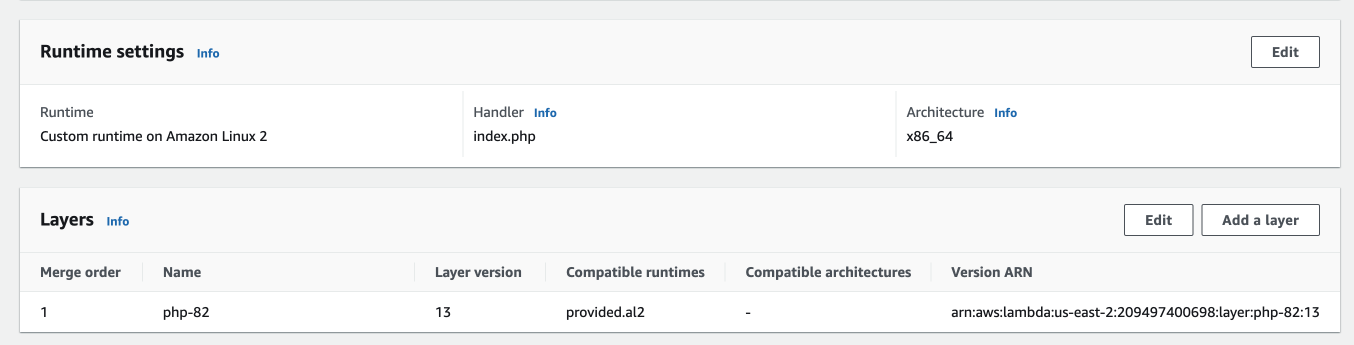 Runtime settings Info Edit
Runtime Handler Info Architecture Info
Custom runtime on Amazon Linux 2 index.php x86_64
Layers Info Edit Add a layer
Merge order Name Layer version Compatible runtimes Compatible architectures Version ARN
1 php-82 13 provided.al2 - arn:aws:lambda:us-east-2:209497400698:layer:php-82:13